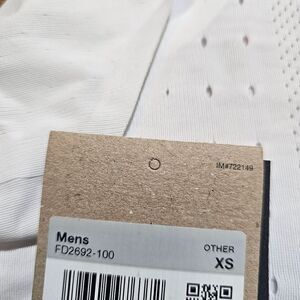 IM#722149
Mens
FD2692-100
OTHER
XS